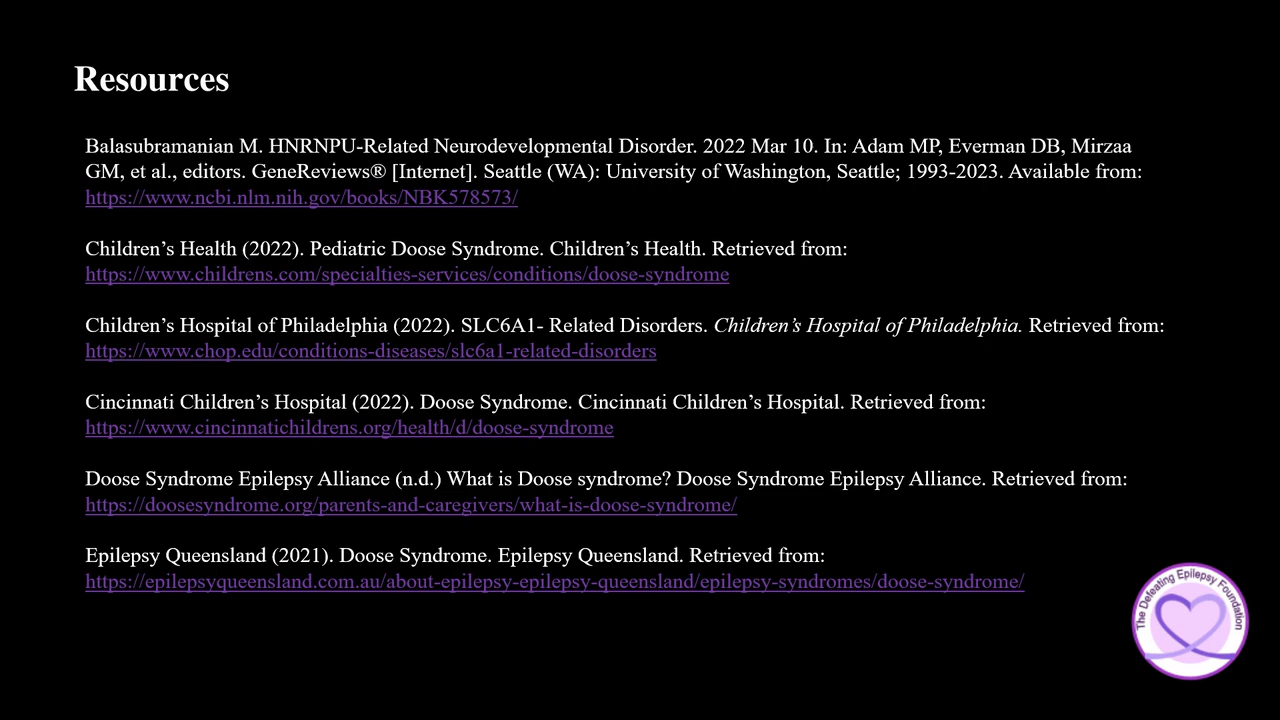 Resources
Balasubramanian M. HNRNPU-Related Neurodevelopmental Disorder. 2022 Mar 10. In: Adam MP, Everman DB, Mirzaa
GM, et al., editors. GeneReviews® [Internet]. Seattle (WA): University of Washington, Seattle; 1993-2023. Available from:
https://www.ncbi.nlm.nih.gov/books/NBK578573/
Children’s Health (2022). Pediatric Doose Syndrome. Children’s Health. Retrieved from:
https://www.childrens.com/specialties-services/conditions/doose-syndrome
Children’s Hospital of Philadelphia (2022). SLC6A1- Related Disorders. Children’s Hospital of Philadelphia. Retrieved from:
https://www.chop.edu/conditions-diseases/slc6a1-related-disorders
Cincinnati Children’s Hospital (2022). Doose Syndrome. Cincinnati Children’s Hospital. Retrieved from:
https://www.cincinnatichildrens.org/health/d/doose-syndrome
Doose Syndrome Epilepsy Alliance (n.d.) What is Doose syndrome? Doose Syndrome Epilepsy Alliance. Retrieved from:
https://doosesyndrome.org/parents-and-caregivers/what-is-doose-syndrome/
Epilepsy Queensland (2021). Doose Syndrome. Epilepsy Queensland. Retrieved from:
https://epilepsyqueensland.com.au/about-epilepsy-epilepsy-queensland/epilepsy-syndromes/doose-syndrome/
The Defeating Epilepsy Foundation